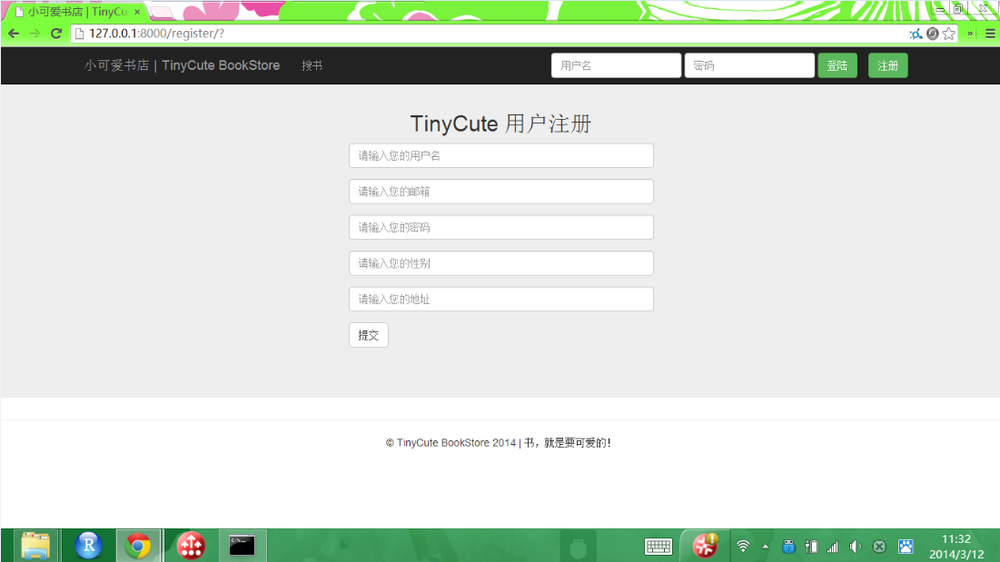 小可爱书店 | TinyCu ×
127.0.0.1:8000/register/?
小可爱书店 | TinyCute BookStore 搜书 用户名 密码 登陆 注册
TinyCute 用户注册
请输入您的用户名
请输入您的邮箱
请输入您的密码
请输入您的性别
请输入您的地址
提交
© TinyCute BookStore 2014 | 书，就是要可爱的！
R
11:32
2014/3/12